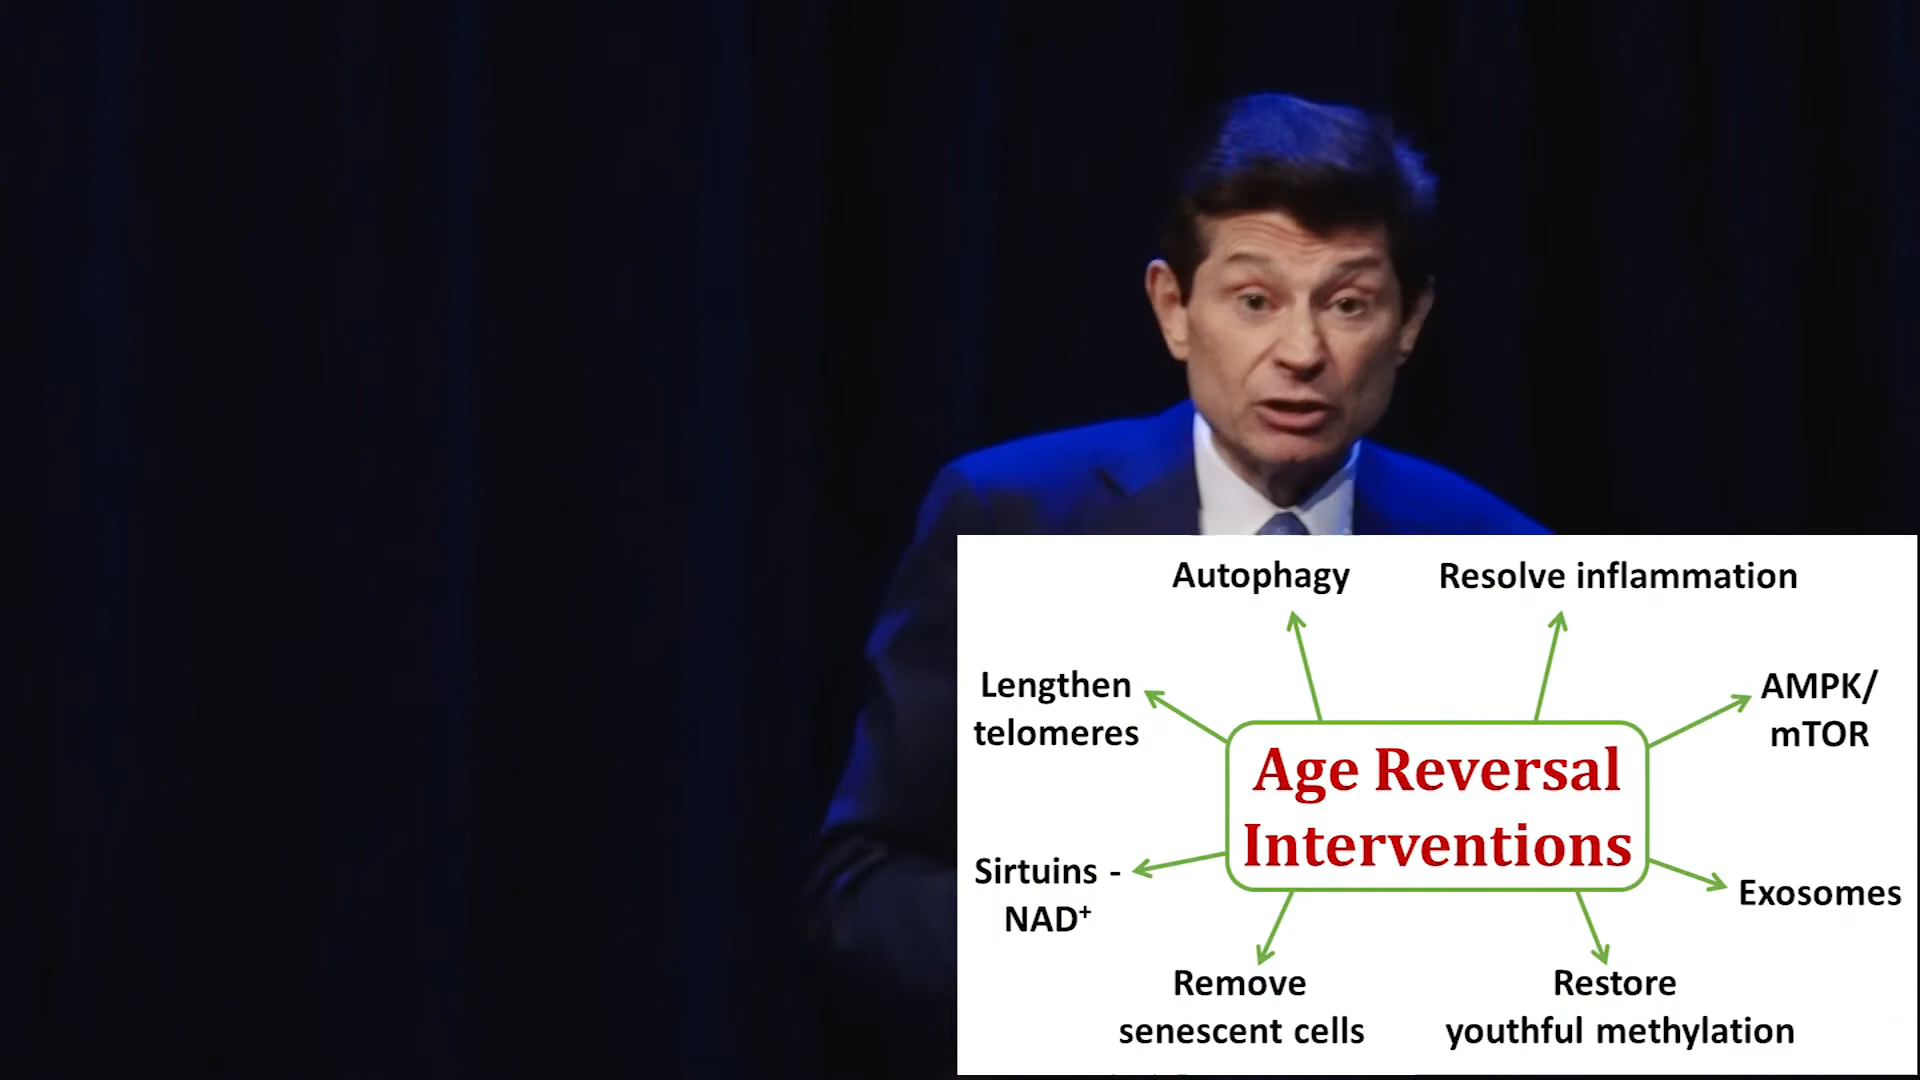 Autophagy
Resolve inflammation
Lengthen
telomeres
AMPK/
mTOR
Age Reversal
Interventions
Sirtuins -
NAD⁺
Exosomes
Remove
senescent cells
Restore
youthful methylation